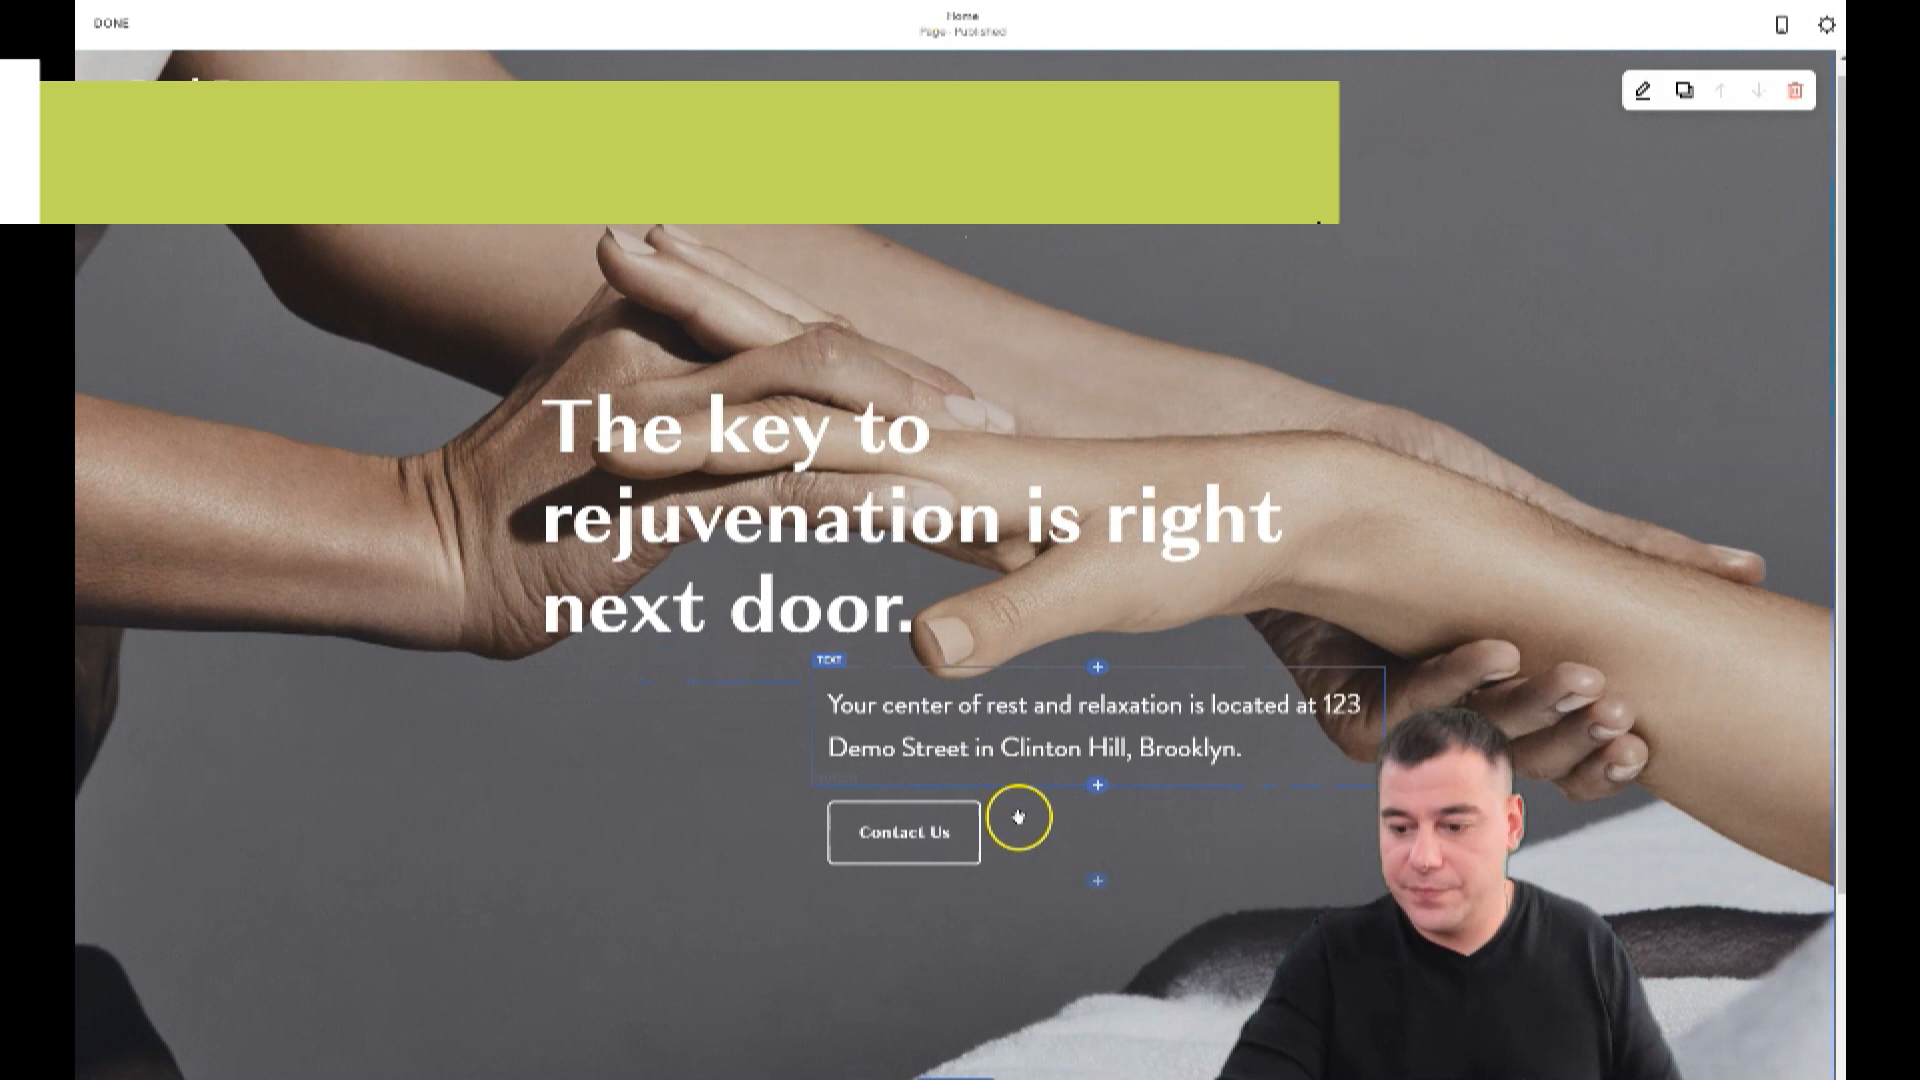 DONE
Home
Page · Published
The key to
rejuvenation is right
next door.
TEXT
Your center of rest and relaxation is located at 123
Demo Street in Clinton Hill, Brooklyn.
Contact Us